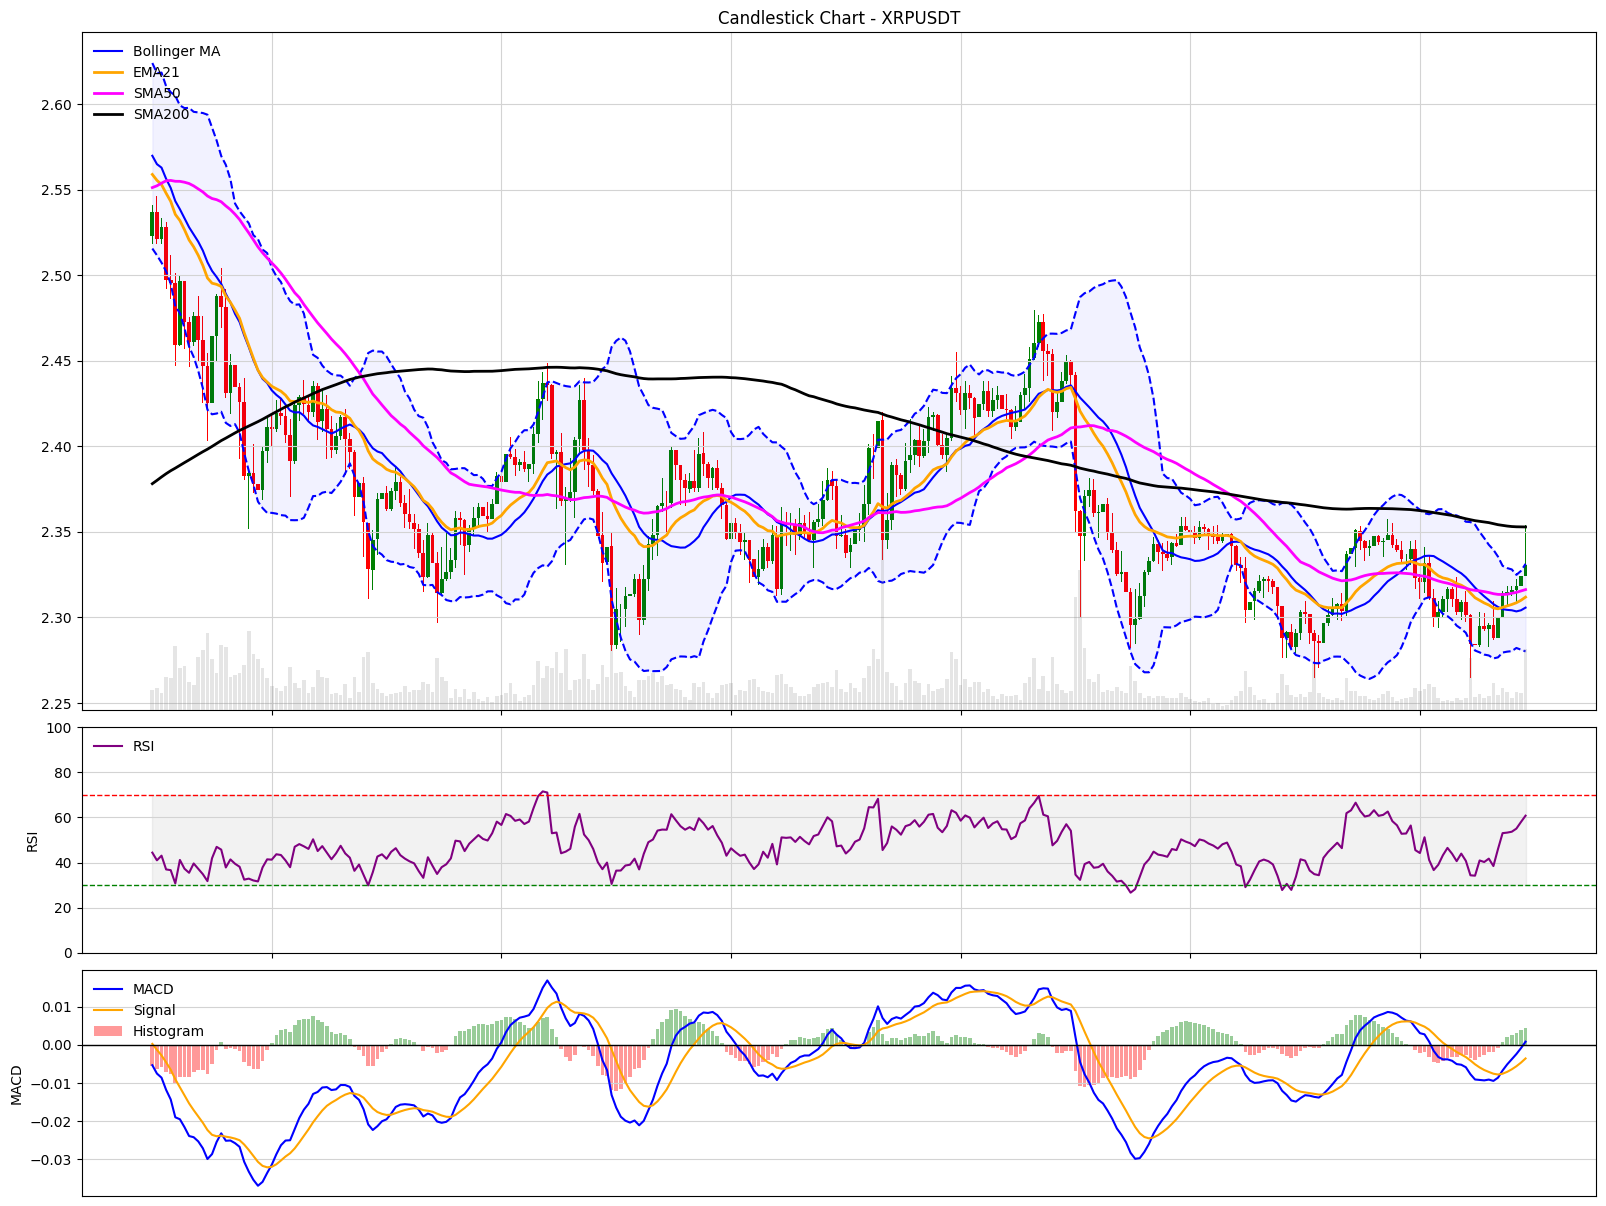 Candlestick Chart - XRPUSDT
Bollinger MA
EMA21
SMA50
SMA200
2.60
2.55
2.50
2.45
2.40
2.35
2.30
2.25
RSI
100
80
60
40
20
0
RSI
MACD
Signal
Histogram
0.01
0.00
−0.01
−0.02
−0.03
MACD